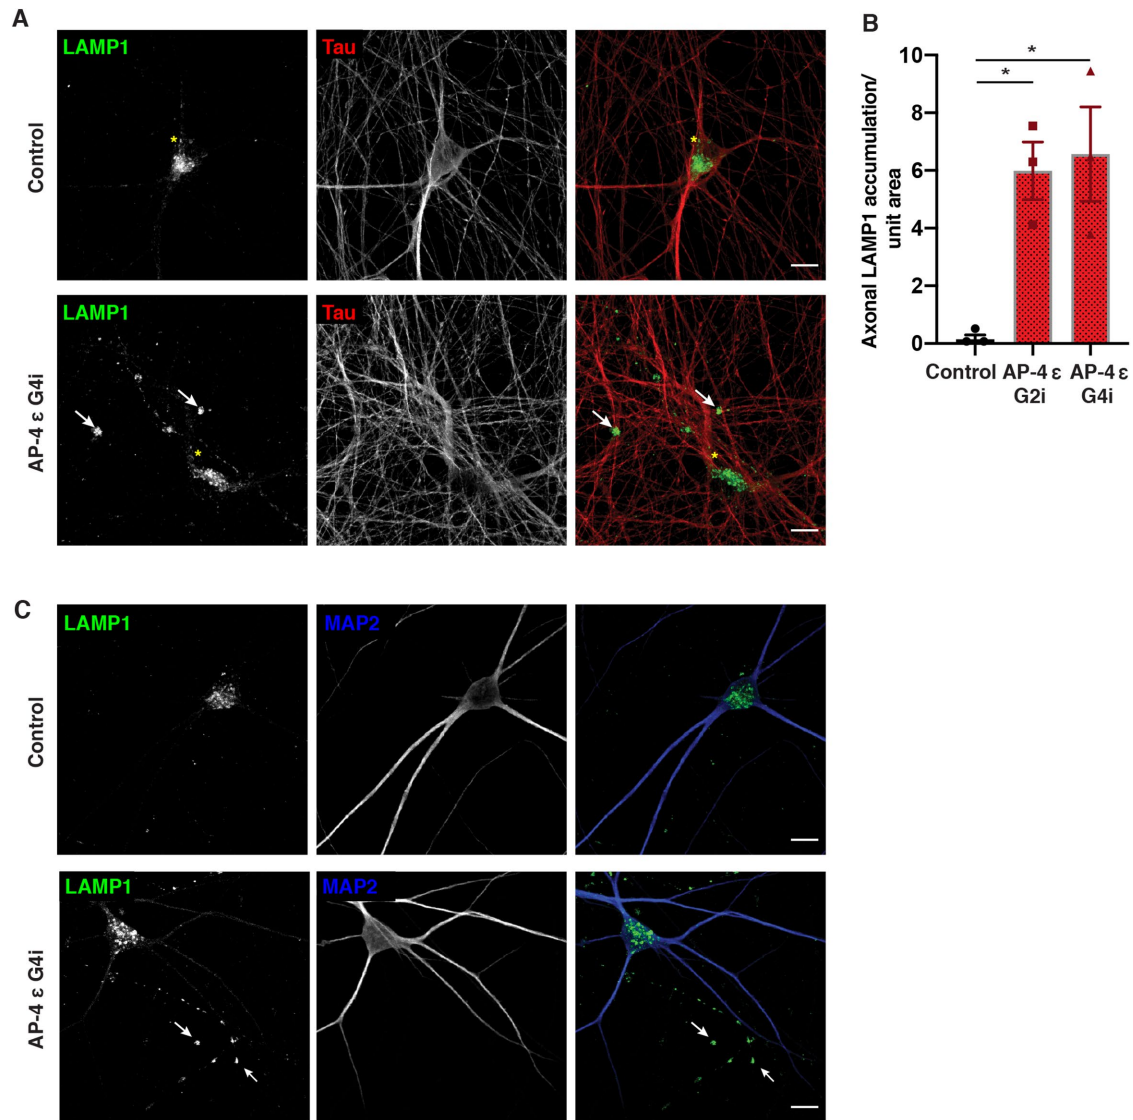 A
LAMP1
Tau
*
*
Control
LAMP1
Tau
*
*
AP-4 ε G4i
B
Axonal LAMP1 accumulation/
unit area
10
8
6
4
2
0
*
*
Control
AP-4 ε
G2i
AP-4 ε
G4i
C
LAMP1
MAP2
Control
LAMP1
MAP2
AP-4 ε G4i